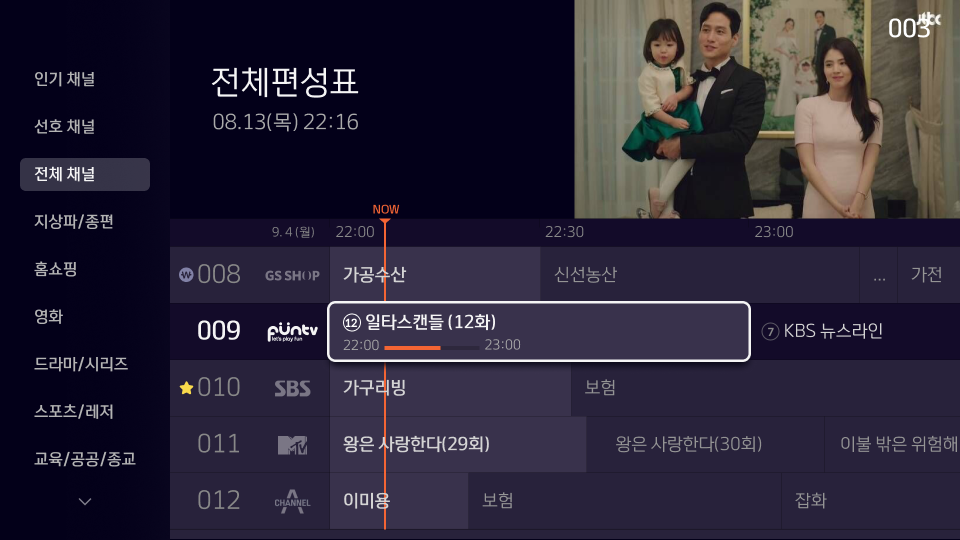 003
jtbc
전체편성표
08.13(목) 22:16
인기 채널
선호 채널
전체 채널
지상파/종편
홈쇼핑
영화
드라마/시리즈
스포츠/레저
교육/공공/종교
NOW
9. 4 (월) 22:00 22:30 23:00
W 008 GS SHOP 가공수산 신선농산 ... 가전
009 funtv let's play fun 12 일타스캔들 (12화)
22:00 23:00
7 KBS 뉴스라인
010 SBS 가구리빙 보험
011 MTV 왕은 사랑한다(29회) 왕은 사랑한다(30회) 이불 밖은 위험해
012 CHANNEL A 이미용 보험 잡화